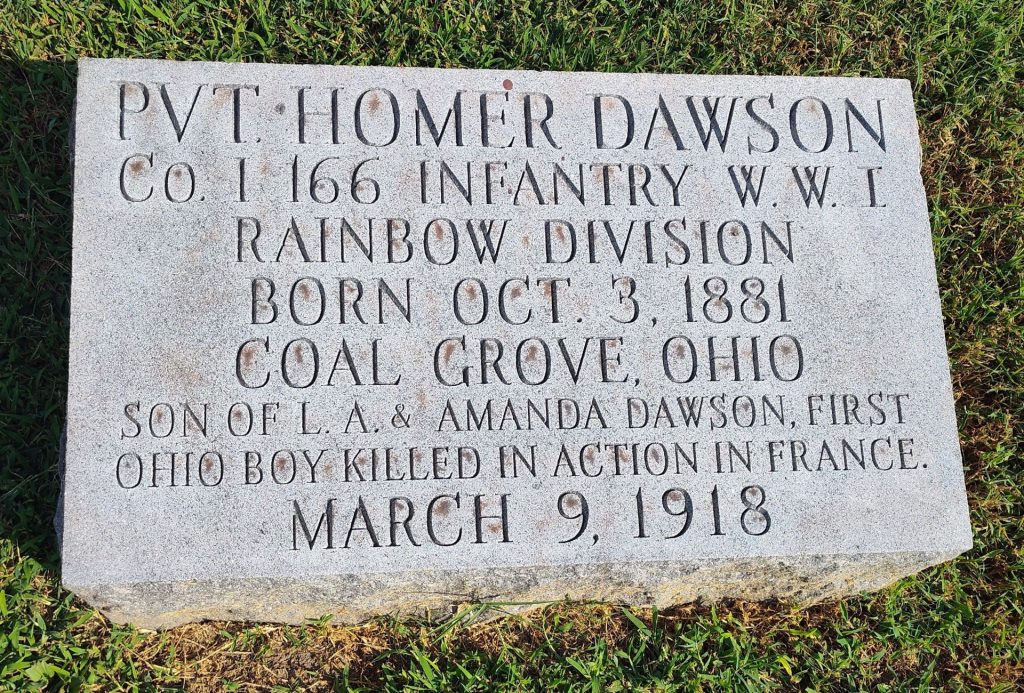 PVT. HOMER DAWSON
CO. I 166 INFANTRY W. W. I
RAINBOW DIVISION
BORN OCT. 3, 1881
COAL GROVE, OHIO
SON OF L. A. & AMANDA DAWSON, FIRST
OHIO BOY KILLED IN ACTION IN FRANCE.
MARCH 9, 1918